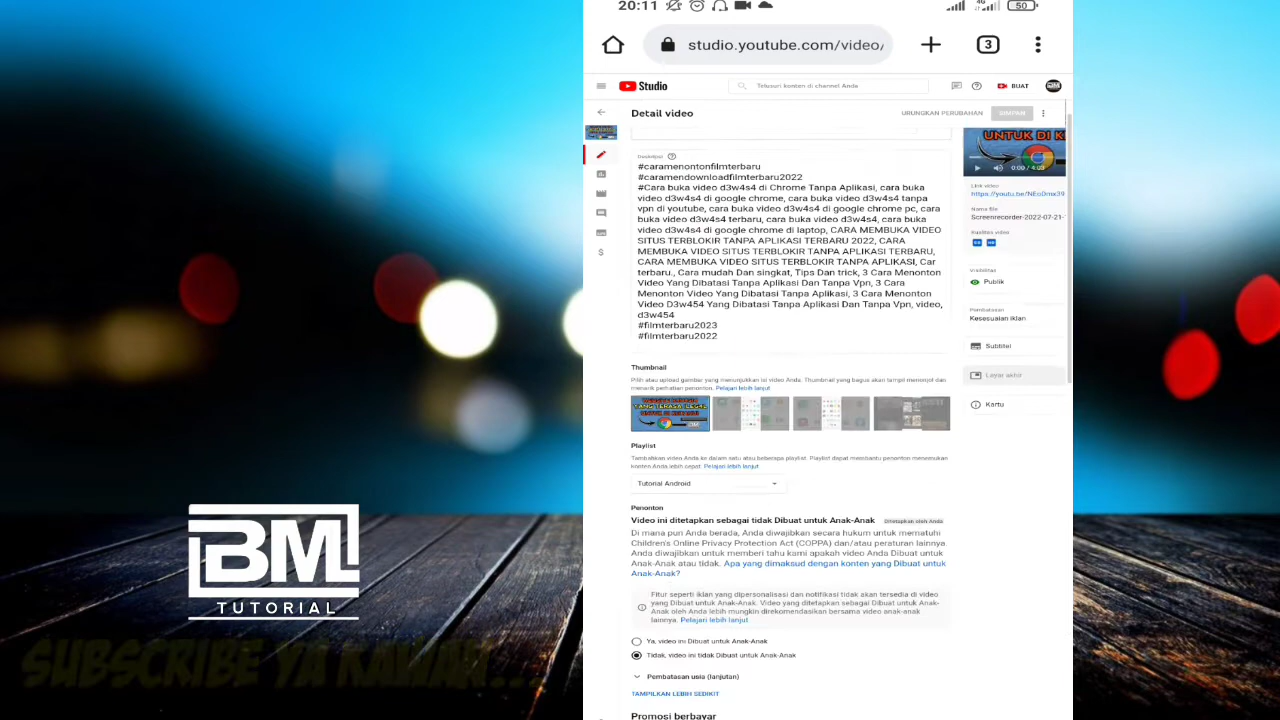 20:11
4G
50
studio.youtube.com/video/
3
Studio
Telusuri konten di channel Anda
BUAT
Detail video
URUNGKAN PERUBAHAN
SIMPAN
Deskripsi
#caramenontonfilmterbaru
#caramendownloadfilmterbaru2022
#Cara buka video d3w4s4 di Chrome Tanpa Aplikasi, cara buka
video d3w4s4 di google chrome, cara buka video d3w4s4 tanpa
vpn di youtube, cara buka video d3w4s4 di google chrome pc, cara
buka video d3w4s4 terbaru, cara buka video d3w4s4, cara buka
video d3w4s4 di google chrome di laptop, CARA MEMBUKA VIDEO
SITUS TERBLOKIR TANPA APLIKASI TERBARU 2022, CARA
MEMBUKA VIDEO SITUS TERBLOKIR TANPA APLIKASI TERBARU,
CARA MEMBUKA VIDEO SITUS TERBLOKIR TANPA APLIKASI, Car
terbaru., Cara mudah Dan singkat, Tips Dan trick, 3 Cara Menonton
Video Yang Dibatasi Tanpa Aplikasi Dan Tanpa Vpn, 3 Cara
Menonton Video Yang Dibatasi Tanpa Aplikasi, 3 Cara Menonton
Video D3w454 Yang Dibatasi Tanpa Aplikasi Dan Tanpa Vpn, video,
d3w454
#filmterbaru2023
#filmterbaru2022
UNTUK DI K
0:00 / 4:03
Link video
https://youtu.be/NEoDmx39
Nama file
Screenrecorder-2022-07-21-
Kualitas video
SD HD
Visibilitas
Publik
Pembatasan
Kesesuaian iklan
Subtitel
Layar akhir
Kartu
Thumbnail
Pilih atau upload gambar yang menunjukkan isi video Anda. Thumbnail yang bagus akan tampil menonjol dan
menarik perhatian penonton. Pelajari lebih lanjut
YANG TERASA ILEGAL
BM
Playlist
Tambahkan video Anda ke dalam satu atau beberapa playlist. Playlist dapat membantu penonton menemukan
konten Anda lebih cepat. Pelajari lebih lanjut
Tutorial Android
Penonton
Video ini ditetapkan sebagai tidak Dibuat untuk Anak-Anak Ditetapkan oleh Anda
Di mana pun Anda berada, Anda diwajibkan secara hukum untuk mematuhi
Children's Online Privacy Protection Act (COPPA) dan/atau peraturan lainnya.
Anda diwajibkan untuk memberi tahu kami apakah video Anda Dibuat untuk
Anak-Anak atau tidak. Apa yang dimaksud dengan konten yang Dibuat untuk
Anak-Anak?
Fitur seperti iklan yang dipersonalisasi dan notifikasi tidak akan tersedia di video
yang Dibuat untuk Anak-Anak. Video yang ditetapkan sebagai Dibuat untuk Anak-
Anak oleh Anda lebih mungkin direkomendasikan bersama video anak-anak
lainnya. Pelajari lebih lanjut
Ya, video ini Dibuat untuk Anak-Anak
Tidak, video ini tidak Dibuat untuk Anak-Anak
Pembatasan usia (lanjutan)
TAMPILKAN LEBIH SEDIKIT
Promosi berbayar
BM!
TUTORIAL